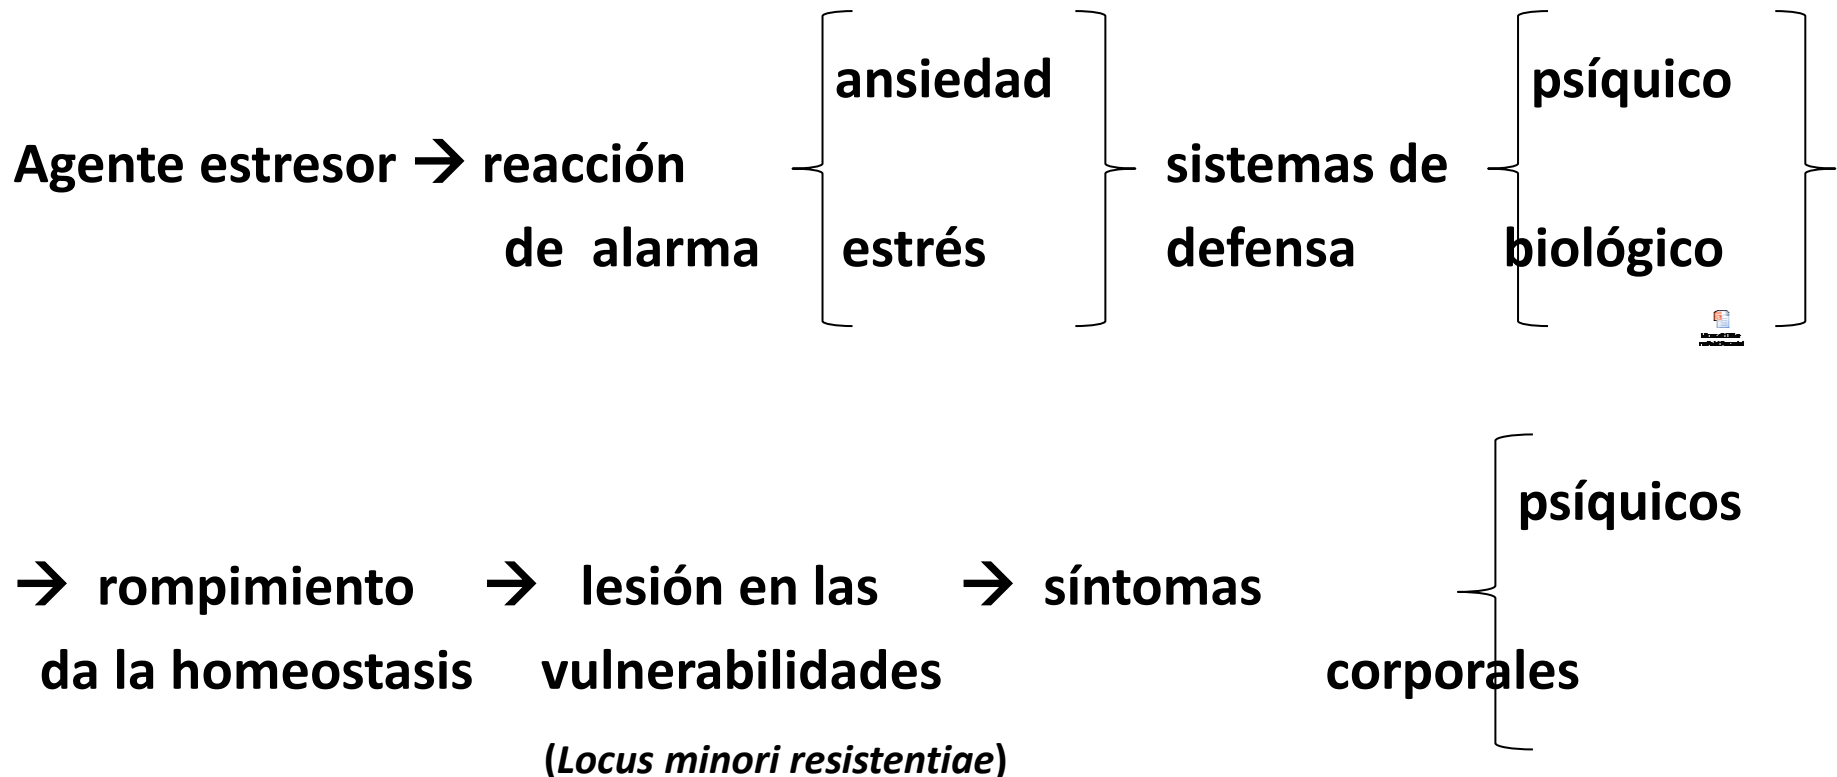 ansiedad psíquico
Agente estresor → reacción sistemas de
de alarma estrés defensa biológico
psíquicos
→ rompimiento → lesión en las → síntomas
da la homeostasis vulnerabilidades corporales
(Locus minori resistentiae)